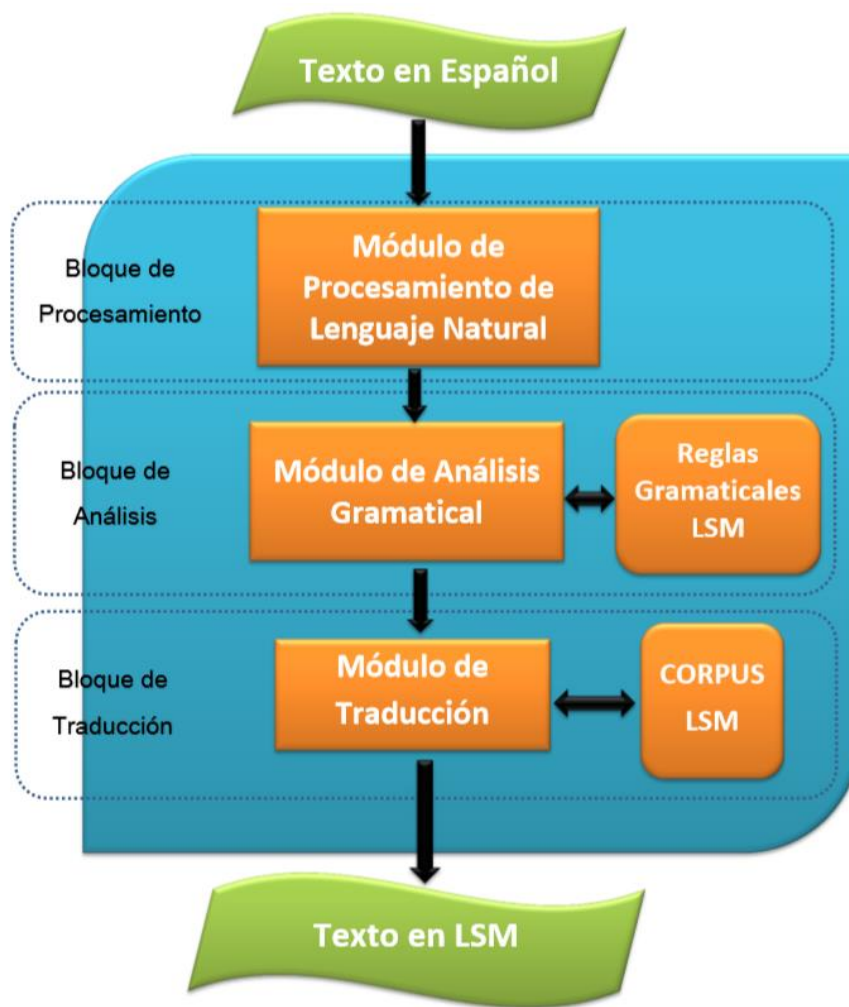 Texto en Español
Bloque de
Procesamiento
Módulo de
Procesamiento de
Lenguaje Natural
Bloque de
Análisis
Módulo de Análisis
Gramatical
Reglas
Gramaticales
LSM
Bloque de
Traducción
Módulo de
Traducción
CORPUS
LSM
Texto en LSM